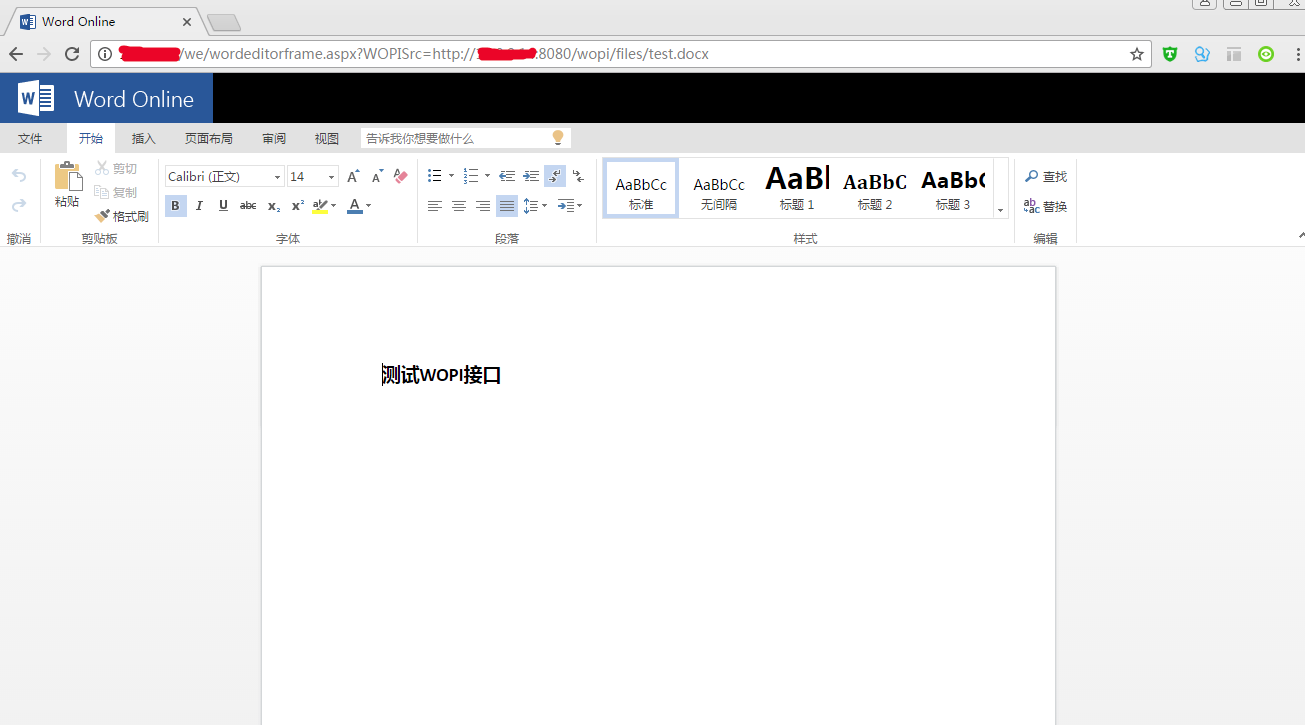 Word Online
/we/wordeditorframe.aspx?WOPISrc=http:// :8080/wopi/files/test.docx
Word Online
文件 开始 插入 页面布局 审阅 视图 告诉我你想要做什么
剪切
Calibri (正文) 14
AaBbCc AaBbCc AaBl AaBbC AaBbC
查找
复制
粘贴
格式刷
B I U abc x₂ x² aby A
标准 无间隔 标题 1 标题 2 标题 3
ab ac 替换
撤消 剪贴板 字体 段落 样式 编辑
测试WOPI接口